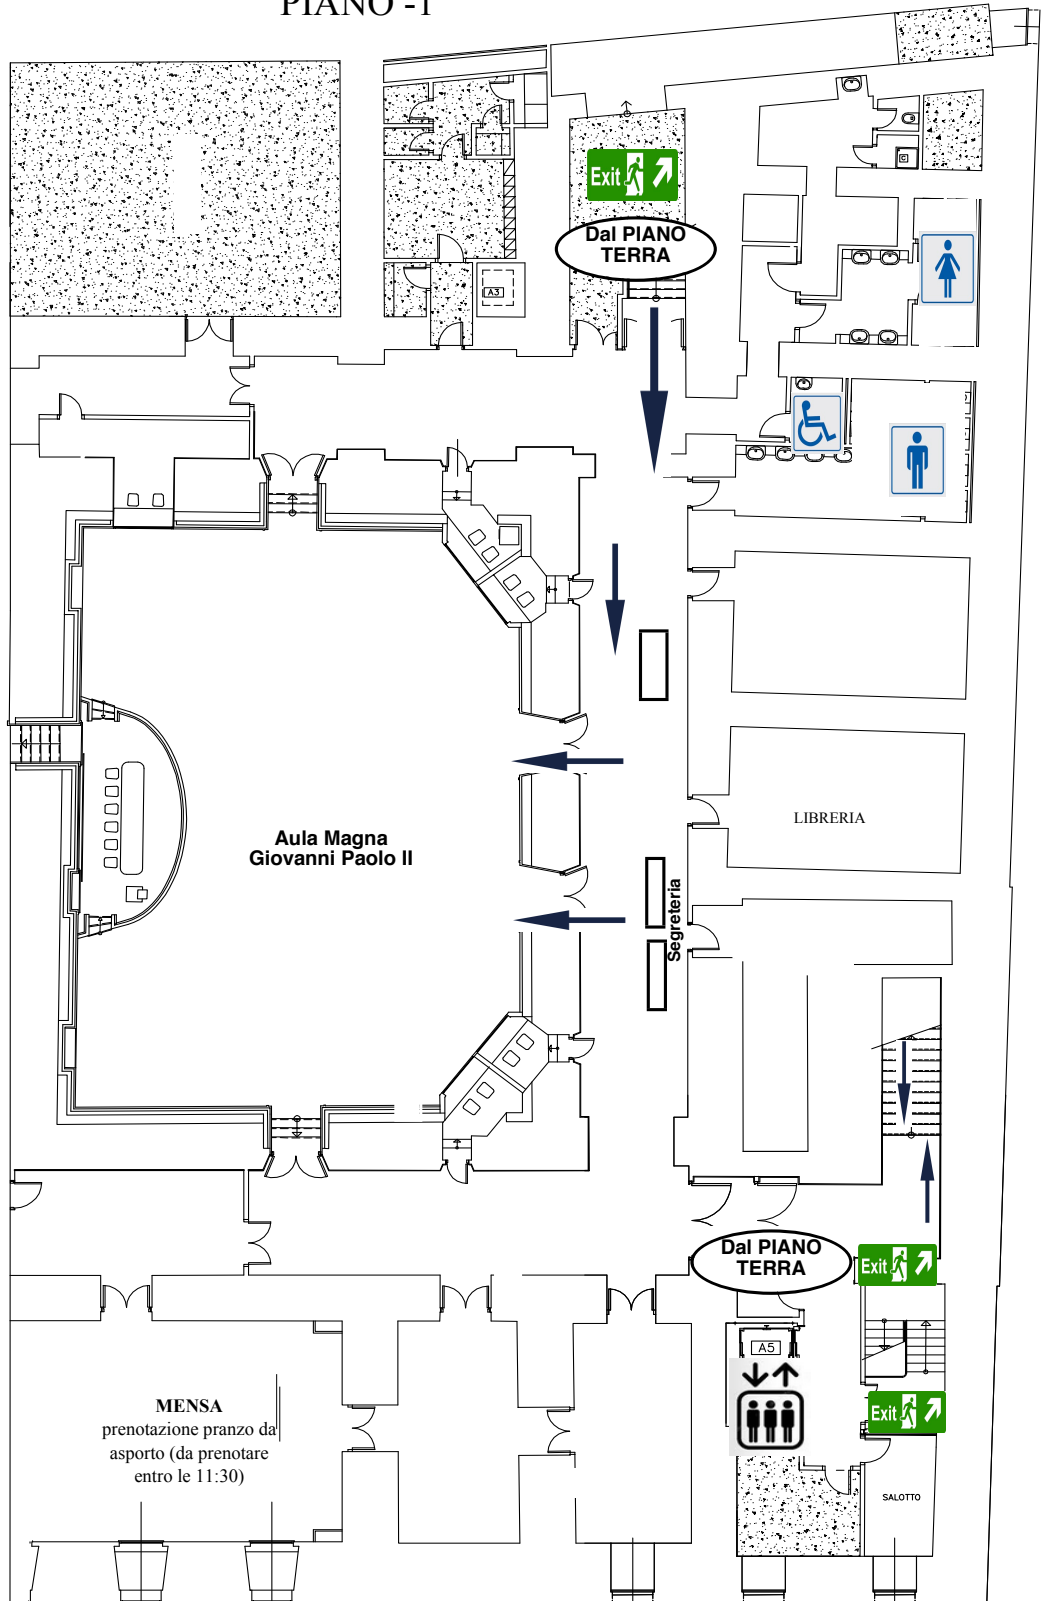 PIANO -1
Exit
Dal PIANO
TERRA
A3
LIBRERIA
Aula Magna
Giovanni Paolo II
Segreteria
Dal PIANO
TERRA
Exit
A5
Exit
MENSA
prenotazione pranzo da
asporto (da prenotare
entro le 11:30)
SALOTTO